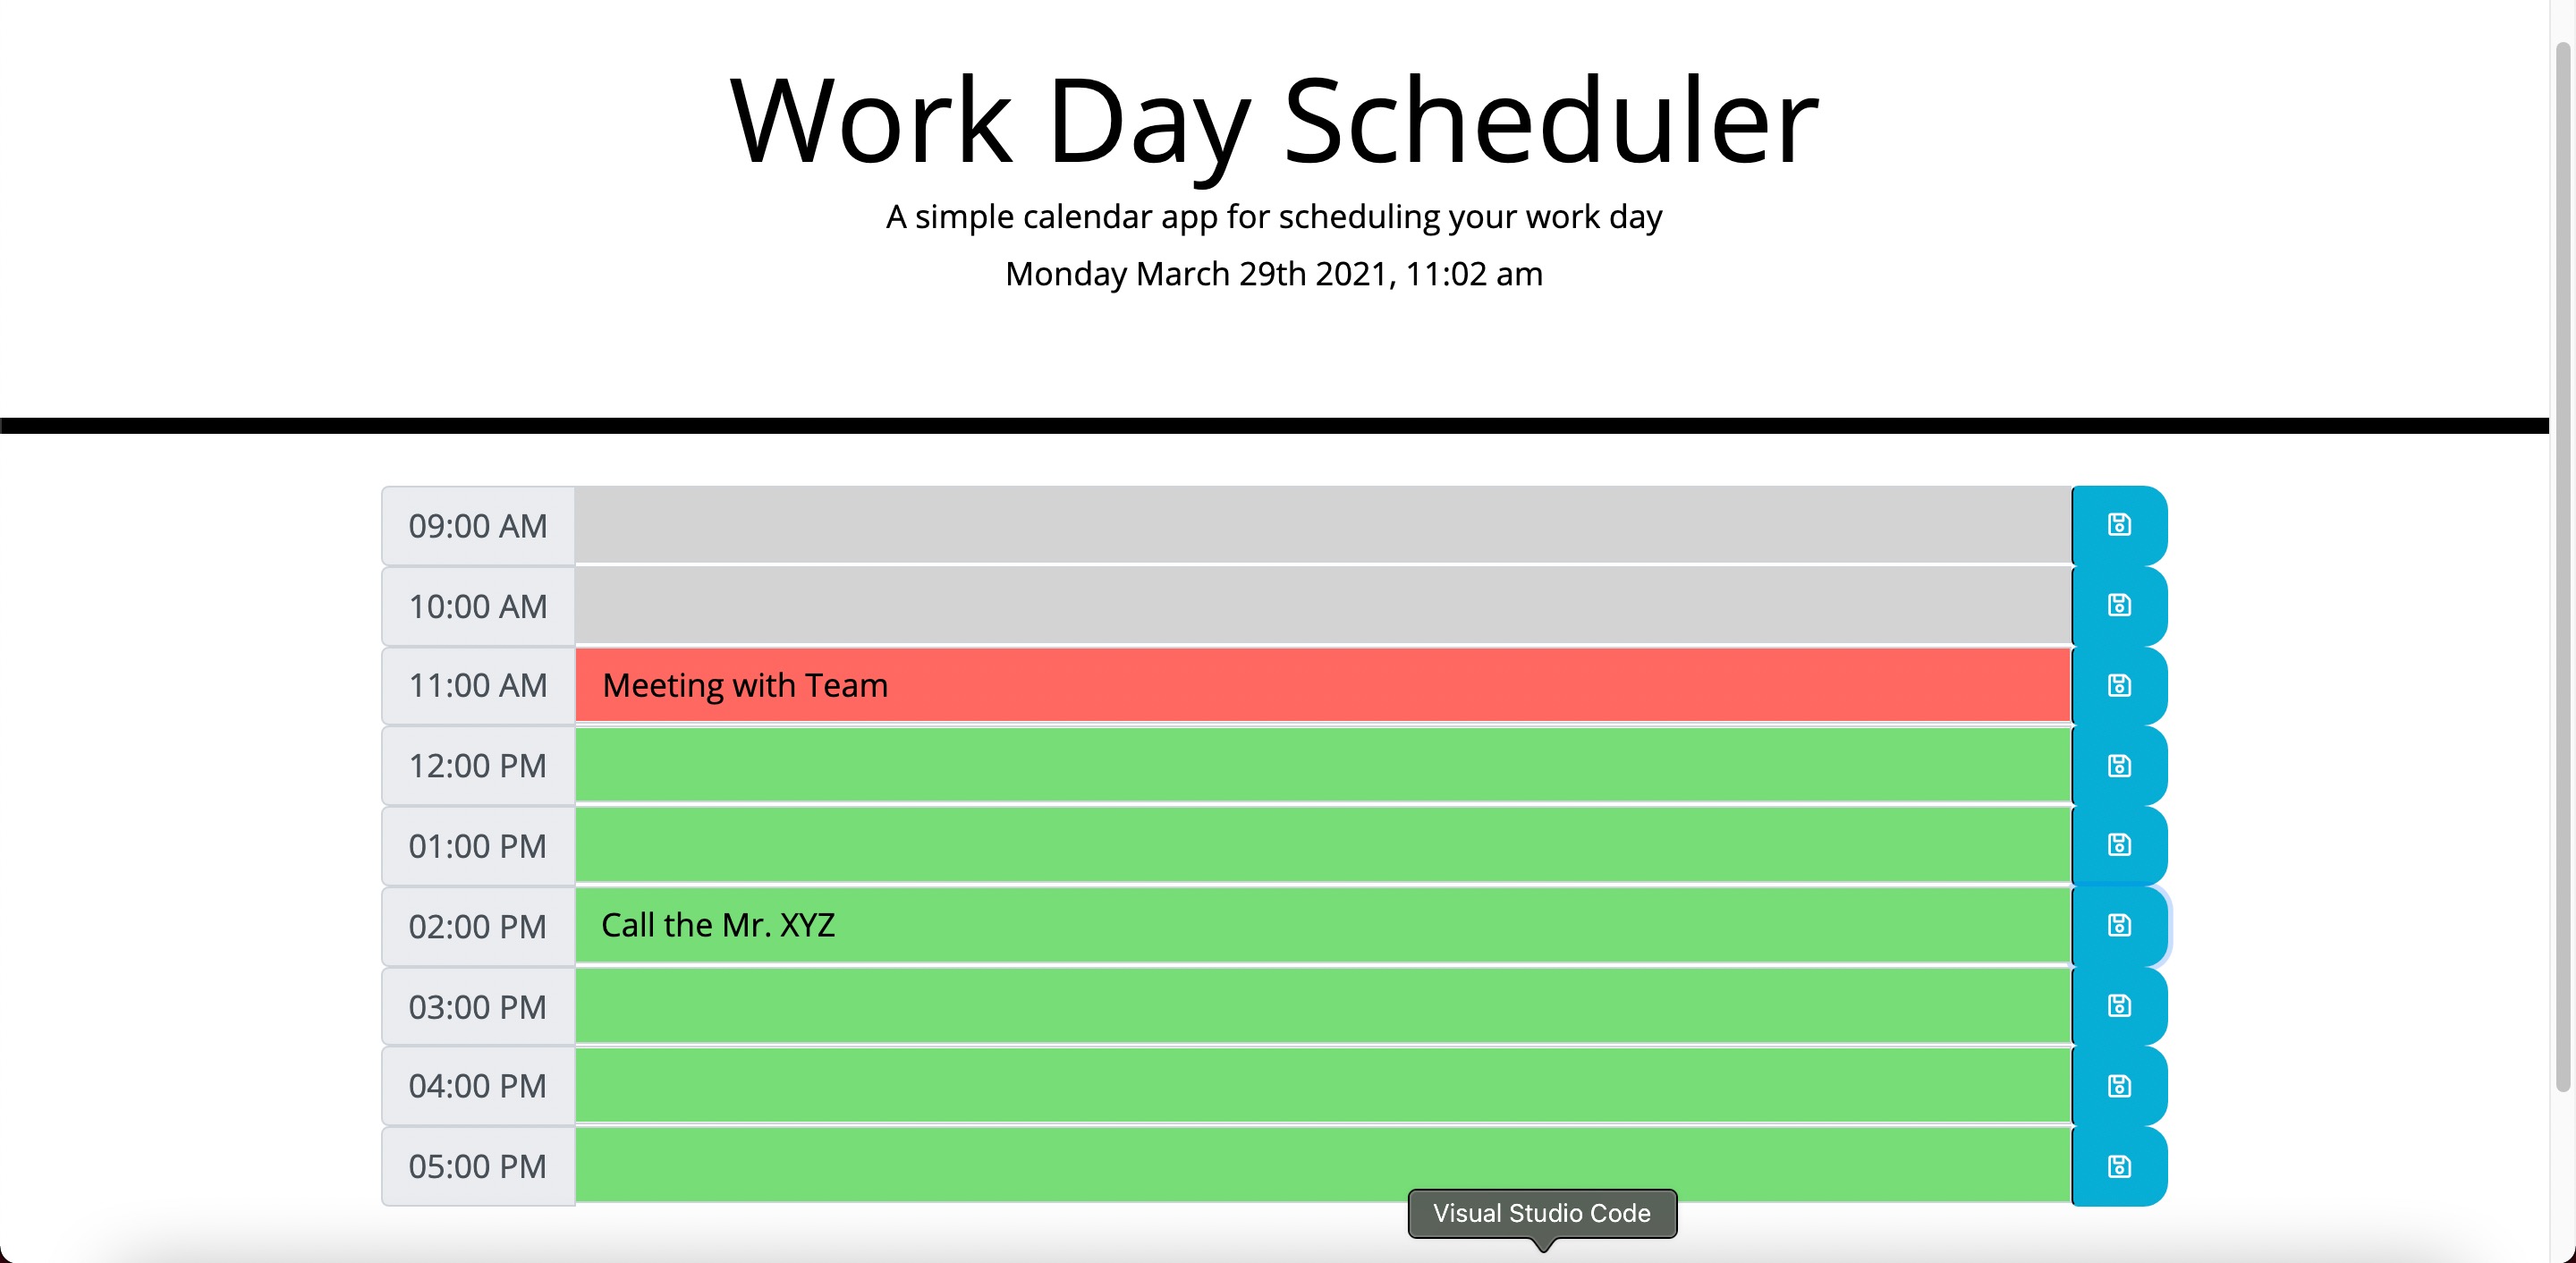 Work Day Scheduler
A simple calendar app for scheduling your work day
Monday March 29th 2021, 11:02 am
09:00 AM
10:00 AM
11:00 AM Meeting with Team
12:00 PM
01:00 PM
02:00 PM Call the Mr. XYZ
03:00 PM
04:00 PM
05:00 PM
Visual Studio Code